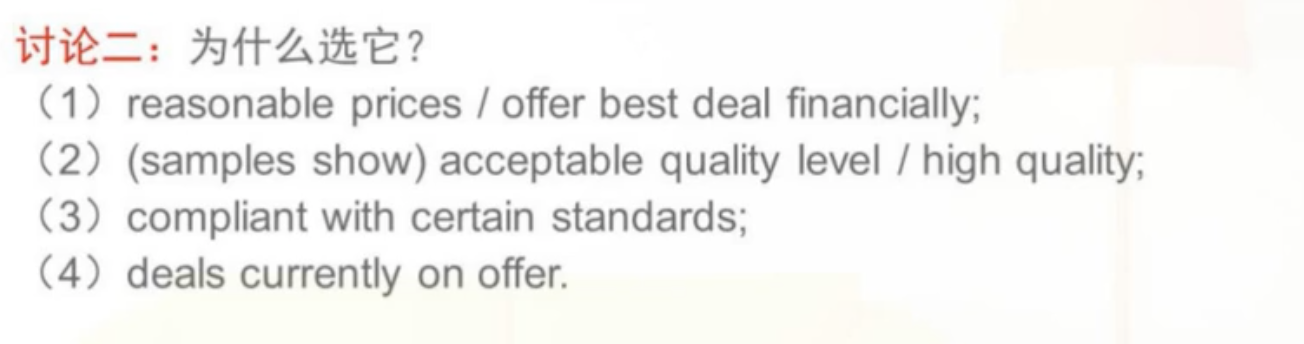 讨论二：为什么选它？
（1）reasonable prices / offer best deal financially;
（2）(samples show) acceptable quality level / high quality;
（3）compliant with certain standards;
（4）deals currently on offer.